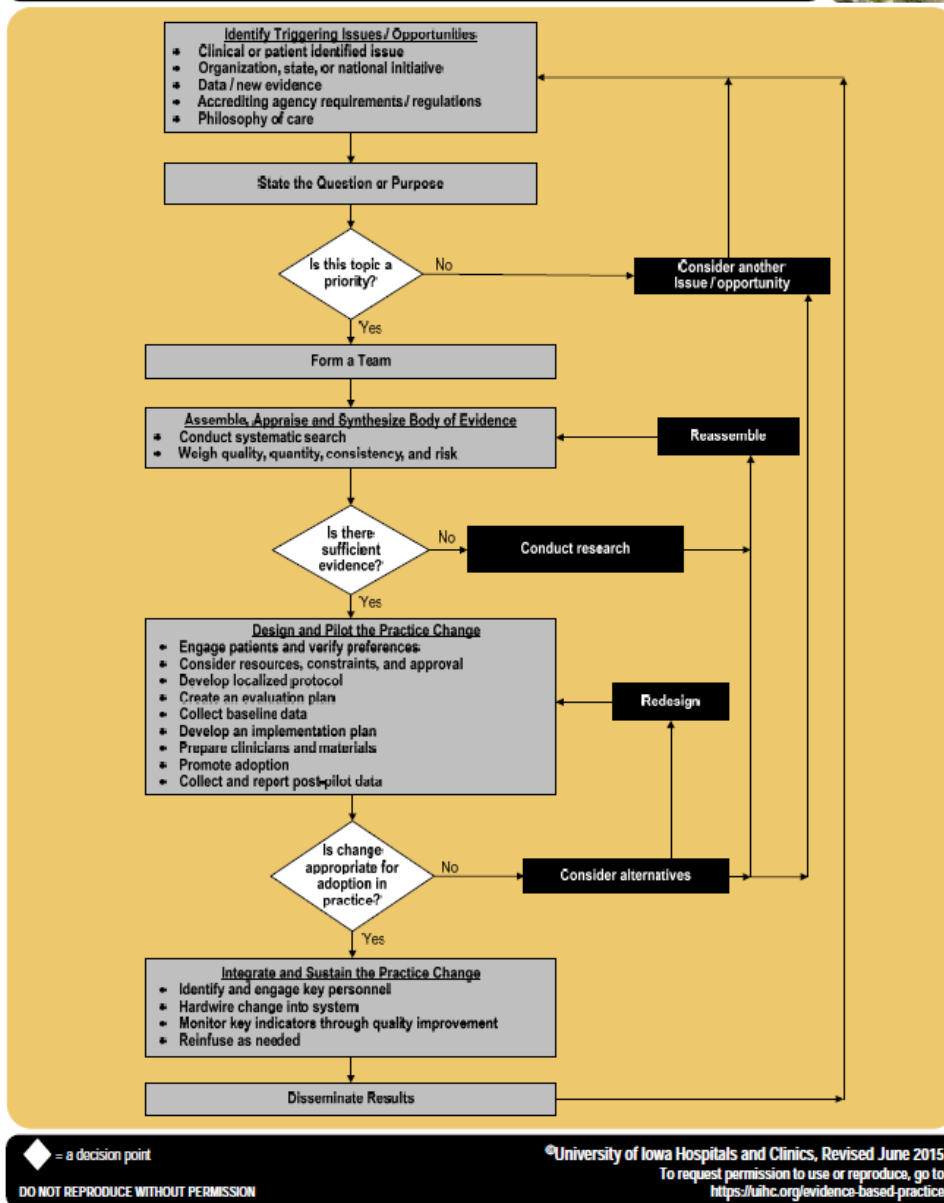 Identify Triggering Issues / Opportunities
Clinical or patient identified issue
Organization, state, or national initiative
Data / new evidence
Accrediting agency requirements / regulations
Philosophy of care
State the Question or Purpose
Is this topic a
priority?
No
Consider another
Issue / opportunity
Yes
Form a Team
Assemble, Appraise and Synthesize Body of Evidence
Conduct systematic search
Weigh quality, quantity, consistency, and risk
Reassemble
Is there
sufficient
evidence?
No
Conduct research
Yes
Design and Pilot the Practice Change
Engage patients and verify preferences
Consider resources, constraints, and approval
Develop localized protocol
Create an evaluation plan
Collect baseline data
Develop an implementation plan
Prepare clinicians and materials
Promote adoption
Collect and report post-pilot data
Redesign
Is change
appropriate for
adoption in
practice?
No
Consider alternatives
Yes
Integrate and Sustain the Practice Change
Identify and engage key personnel
Hardwire change into system
Monitor key indicators through quality improvement
Reinfuse as needed
Disseminate Results
= a decision point
©University of Iowa Hospitals and Clinics, Revised June 2015
To request permission to use or reproduce, go to
DO NOT REPRODUCE WITHOUT PERMISSION
https://uihc.org/evidence-based-practice